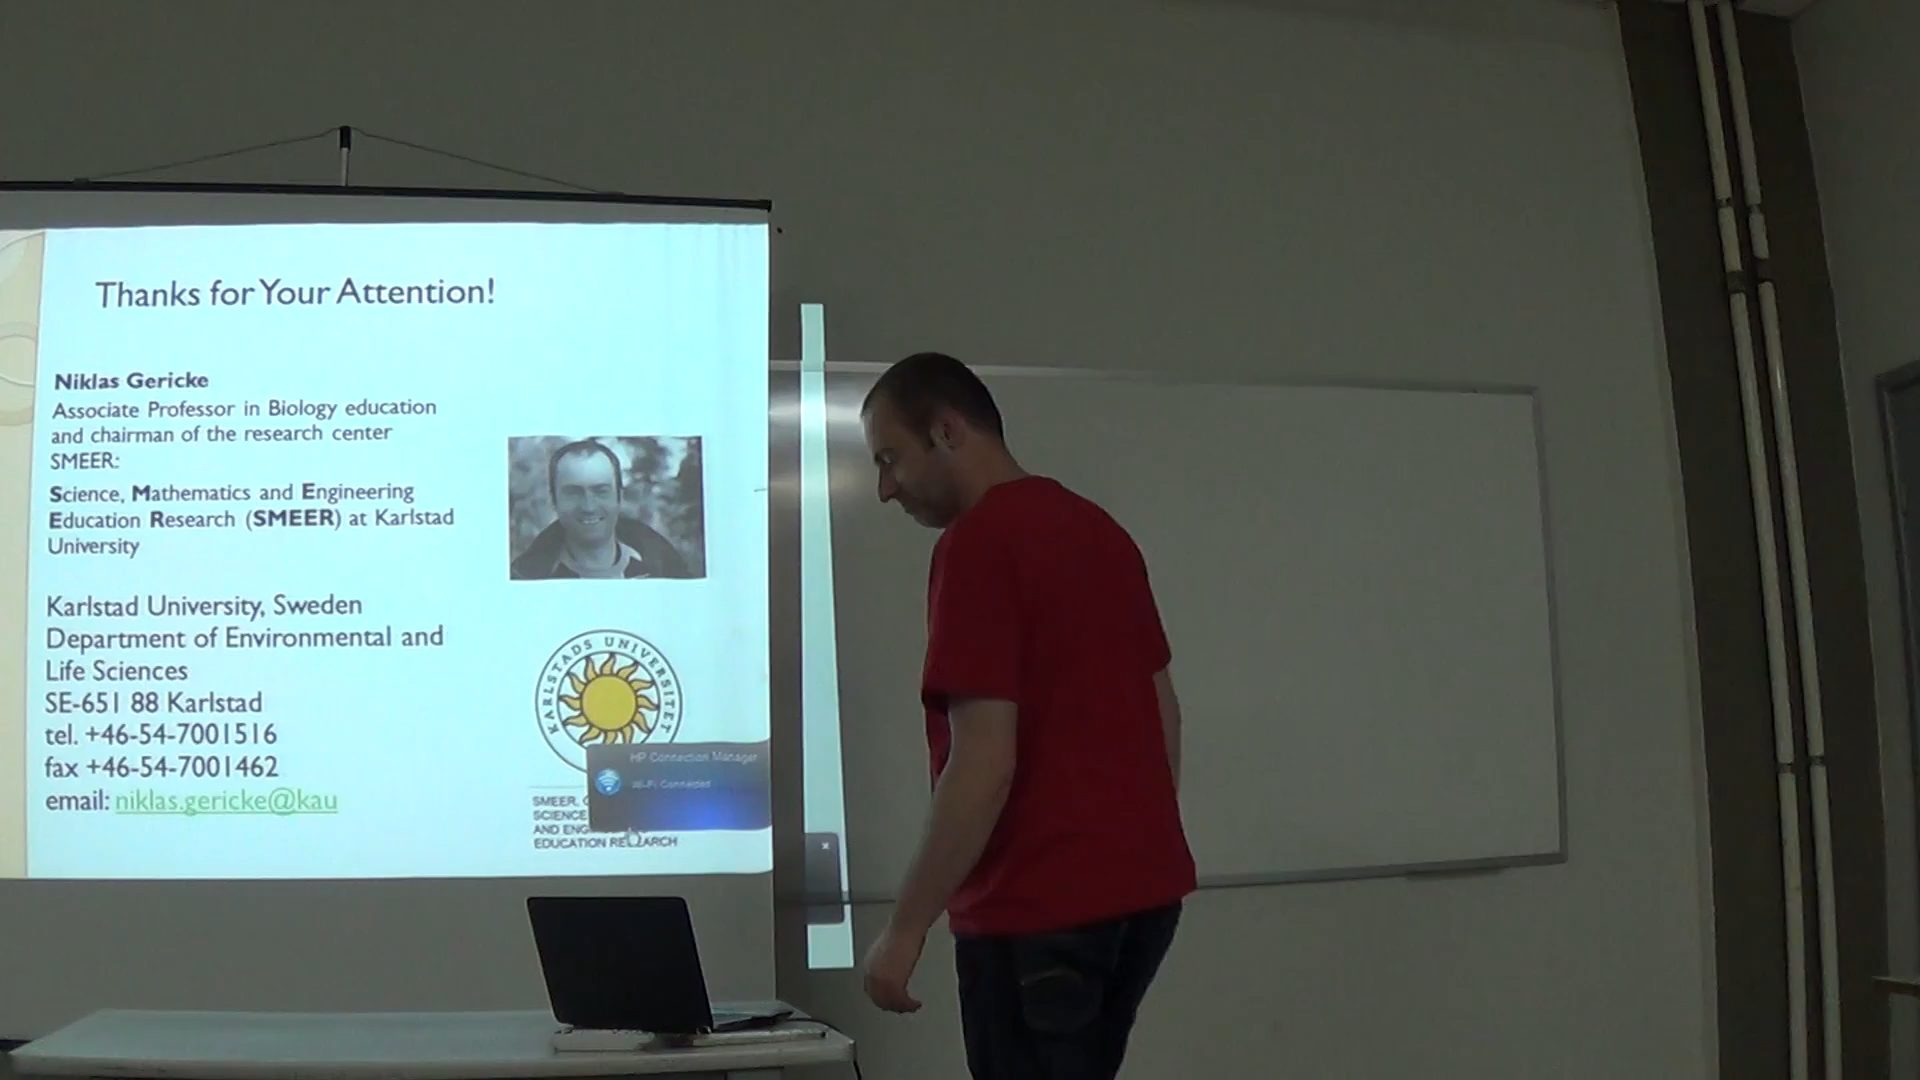 Thanks for Your Attention!
Niklas Gericke
Associate Professor in Biology education
and chairman of the research center
SMEER:
Science, Mathematics and Engineering
Education Research (SMEER) at Karlstad
University
Karlstad University, Sweden
Department of Environmental and
Life Sciences
SE-651 88 Karlstad
tel. +46-54-7001516
fax +46-54-7001462
email: niklas.gericke@kau
KARLSTADS UNIVERSITET
HP Connection Manager
Wi-Fi Connected
SMEER,
SCIENCE
AND ENG
EDUCATION RESEARCH